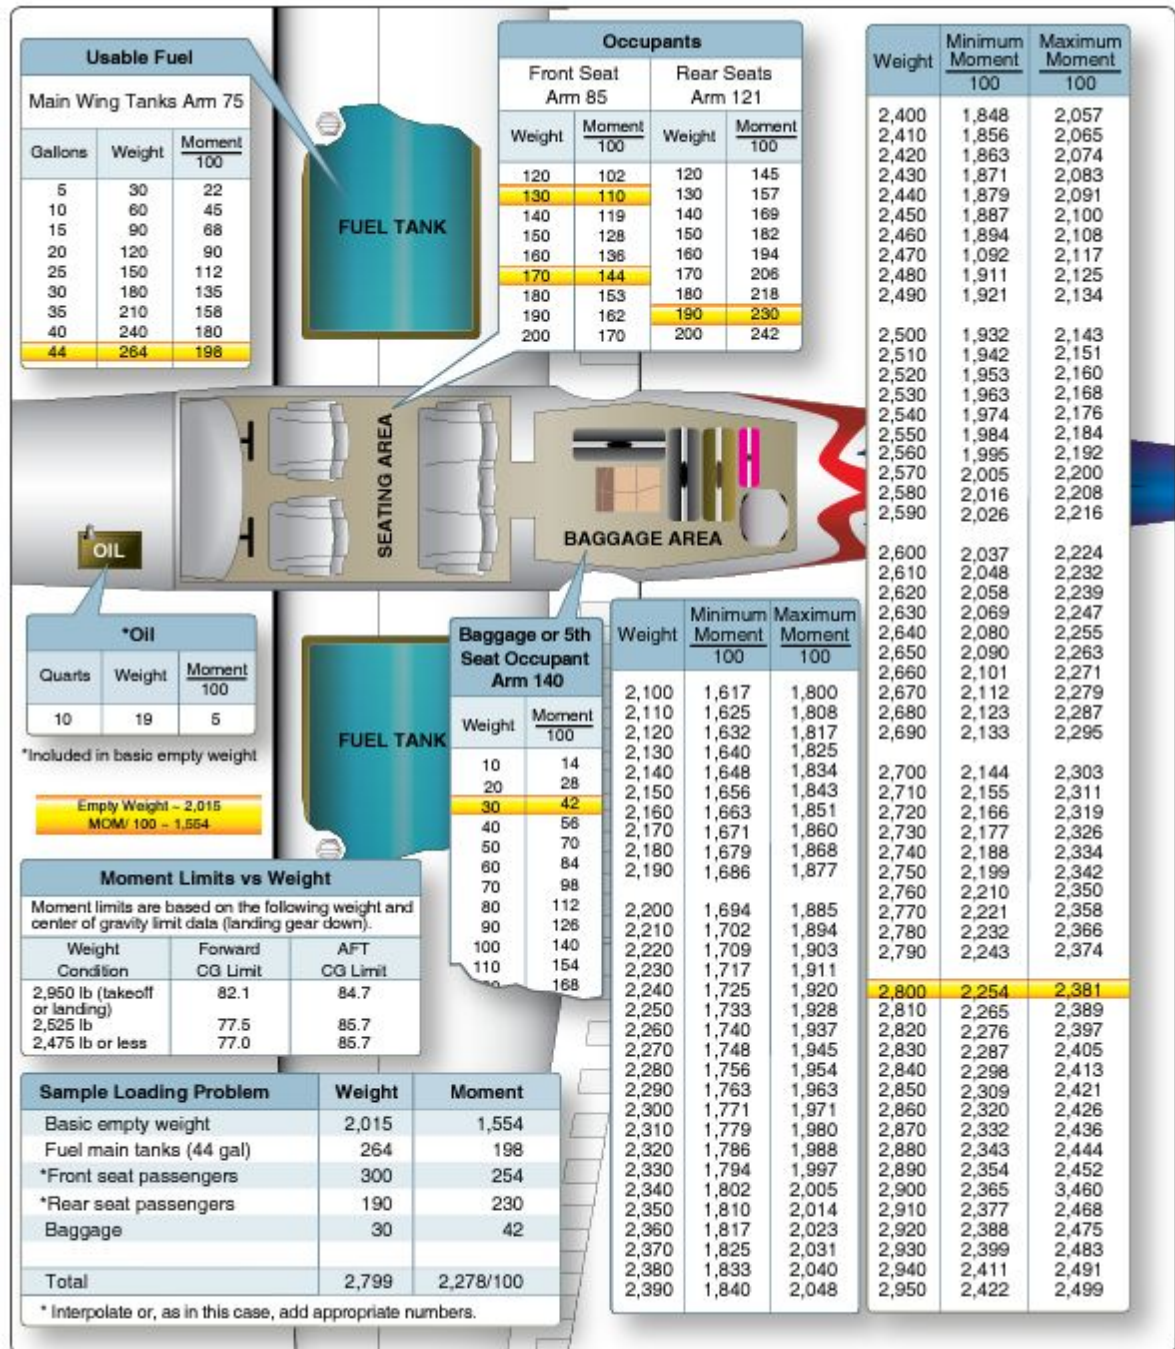 Usable Fuel
Main Wing Tanks Arm 75
Gallons Weight Moment
100
5 30 22
10 60 45
15 90 68
20 120 90
25 150 112
30 180 135
35 210 158
40 240 180
44 264 198
FUEL TANK
Occupants
Front Seat Rear Seats
Arm 85 Arm 121
Weight Moment Weight Moment
100 100
120 102 120 145
130 110 130 157
140 119 140 169
150 128 150 182
160 136 160 194
170 144 170 206
180 153 180 218
190 162 190 230
200 170 200 242
SEATING AREA
BAGGAGE AREA
OIL
*Oil
Quarts Weight Moment
100
10 19 5
*Included in basic empty weight
Empty Weight ~ 2,015
MOM/ 100 ~ 1,554
FUEL TANK
Baggage or 5th
Seat Occupant
Arm 140
Weight Moment
100
10 14
20 28
30 42
40 56
50 70
60 84
70 98
80 112
90 126
100 140
110 154
168
Moment Limits vs Weight
Moment limits are based on the following weight and
center of gravity limit data (landing gear down).
Weight Forward AFT
Condition CG Limit CG Limit
2,950 lb (takeoff 82.1 84.7
or landing)
2,525 lb 77.5 85.7
2,475 lb or less 77.0 85.7
Sample Loading Problem Weight Moment
Basic empty weight 2,015 1,554
Fuel main tanks (44 gal) 264 198
*Front seat passengers 300 254
*Rear seat passengers 190 230
Baggage 30 42
Total 2,799 2,278/100
* Interpolate or, as in this case, add appropriate numbers.
Weight Minimum Maximum
Moment Moment
100 100
2,100 1,617 1,800
2,110 1,625 1,808
2,120 1,632 1,817
2,130 1,640 1,825
2,140 1,648 1,834
2,150 1,656 1,843
2,160 1,663 1,851
2,170 1,671 1,860
2,180 1,679 1,868
2,190 1,686 1,877
2,200 1,694 1,885
2,210 1,702 1,894
2,220 1,709 1,903
2,230 1,717 1,911
2,240 1,725 1,920
2,250 1,733 1,928
2,260 1,740 1,937
2,270 1,748 1,945
2,280 1,756 1,954
2,290 1,763 1,963
2,300 1,771 1,971
2,310 1,779 1,980
2,320 1,786 1,988
2,330 1,794 1,997
2,340 1,802 2,005
2,350 1,810 2,014
2,360 1,817 2,023
2,370 1,825 2,031
2,380 1,833 2,040
2,390 1,840 2,048
Weight Minimum Maximum
Moment Moment
100 100
2,400 1,848 2,057
2,410 1,856 2,065
2,420 1,863 2,074
2,430 1,871 2,083
2,440 1,879 2,091
2,450 1,887 2,100
2,460 1,894 2,108
2,470 1,092 2,117
2,480 1,911 2,125
2,490 1,921 2,134
2,500 1,932 2,143
2,510 1,942 2,151
2,520 1,953 2,160
2,530 1,963 2,168
2,540 1,974 2,176
2,550 1,984 2,184
2,560 1,995 2,192
2,570 2,005 2,200
2,580 2,016 2,208
2,590 2,026 2,216
2,600 2,037 2,224
2,610 2,048 2,232
2,620 2,058 2,239
2,630 2,069 2,247
2,640 2,080 2,255
2,650 2,090 2,263
2,660 2,101 2,271
2,670 2,112 2,279
2,680 2,123 2,287
2,690 2,133 2,295
2,700 2,144 2,303
2,710 2,155 2,311
2,720 2,166 2,319
2,730 2,177 2,326
2,740 2,188 2,334
2,750 2,199 2,342
2,760 2,210 2,350
2,770 2,221 2,358
2,780 2,232 2,366
2,790 2,243 2,374
2,800 2,254 2,381
2,810 2,265 2,389
2,820 2,276 2,397
2,830 2,287 2,405
2,840 2,298 2,413
2,850 2,309 2,421
2,860 2,320 2,426
2,870 2,332 2,436
2,880 2,343 2,444
2,890 2,354 2,452
2,900 2,365 3,460
2,910 2,377 2,468
2,920 2,388 2,475
2,930 2,399 2,483
2,940 2,411 2,491
2,950 2,422 2,499